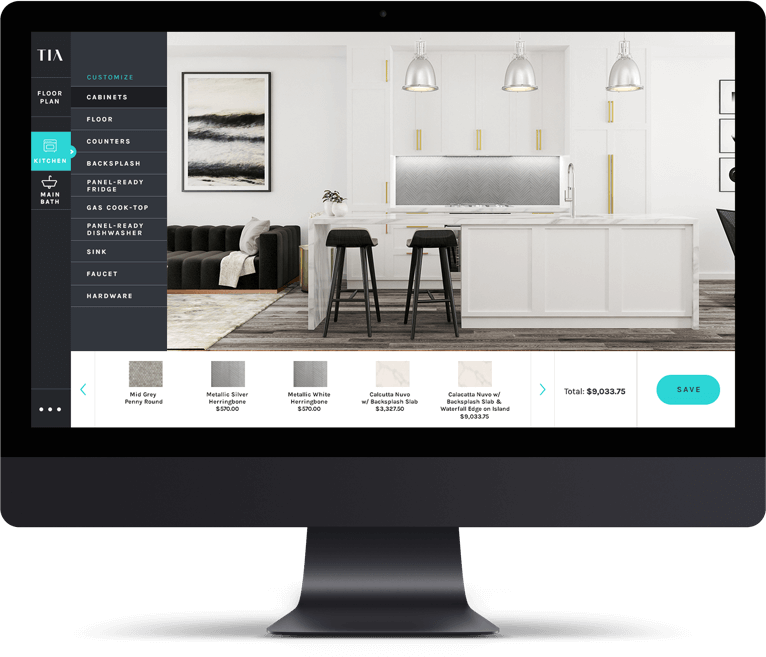 TIA
FLOOR
PLAN
KITCHEN
MAIN
BATH
CUSTOMIZE
CABINETS
FLOOR
COUNTERS
BACKSPLASH
PANEL-READY
FRIDGE
GAS COOK-TOP
PANEL-READY
DISHWASHER
SINK
FAUCET
HARDWARE
Mid Grey
Penny Round
Metallic Silver
Herringbone
$570.00
Metallic White
Herringbone
$570.00
Calcutta Nuvo
w/ Backsplash Slab
$3,327.50
Calacatta Nuvo w/
Backsplash Slab &
Waterfall Edge on Island
$9,033.75
Total: $9,033.75
SAVE